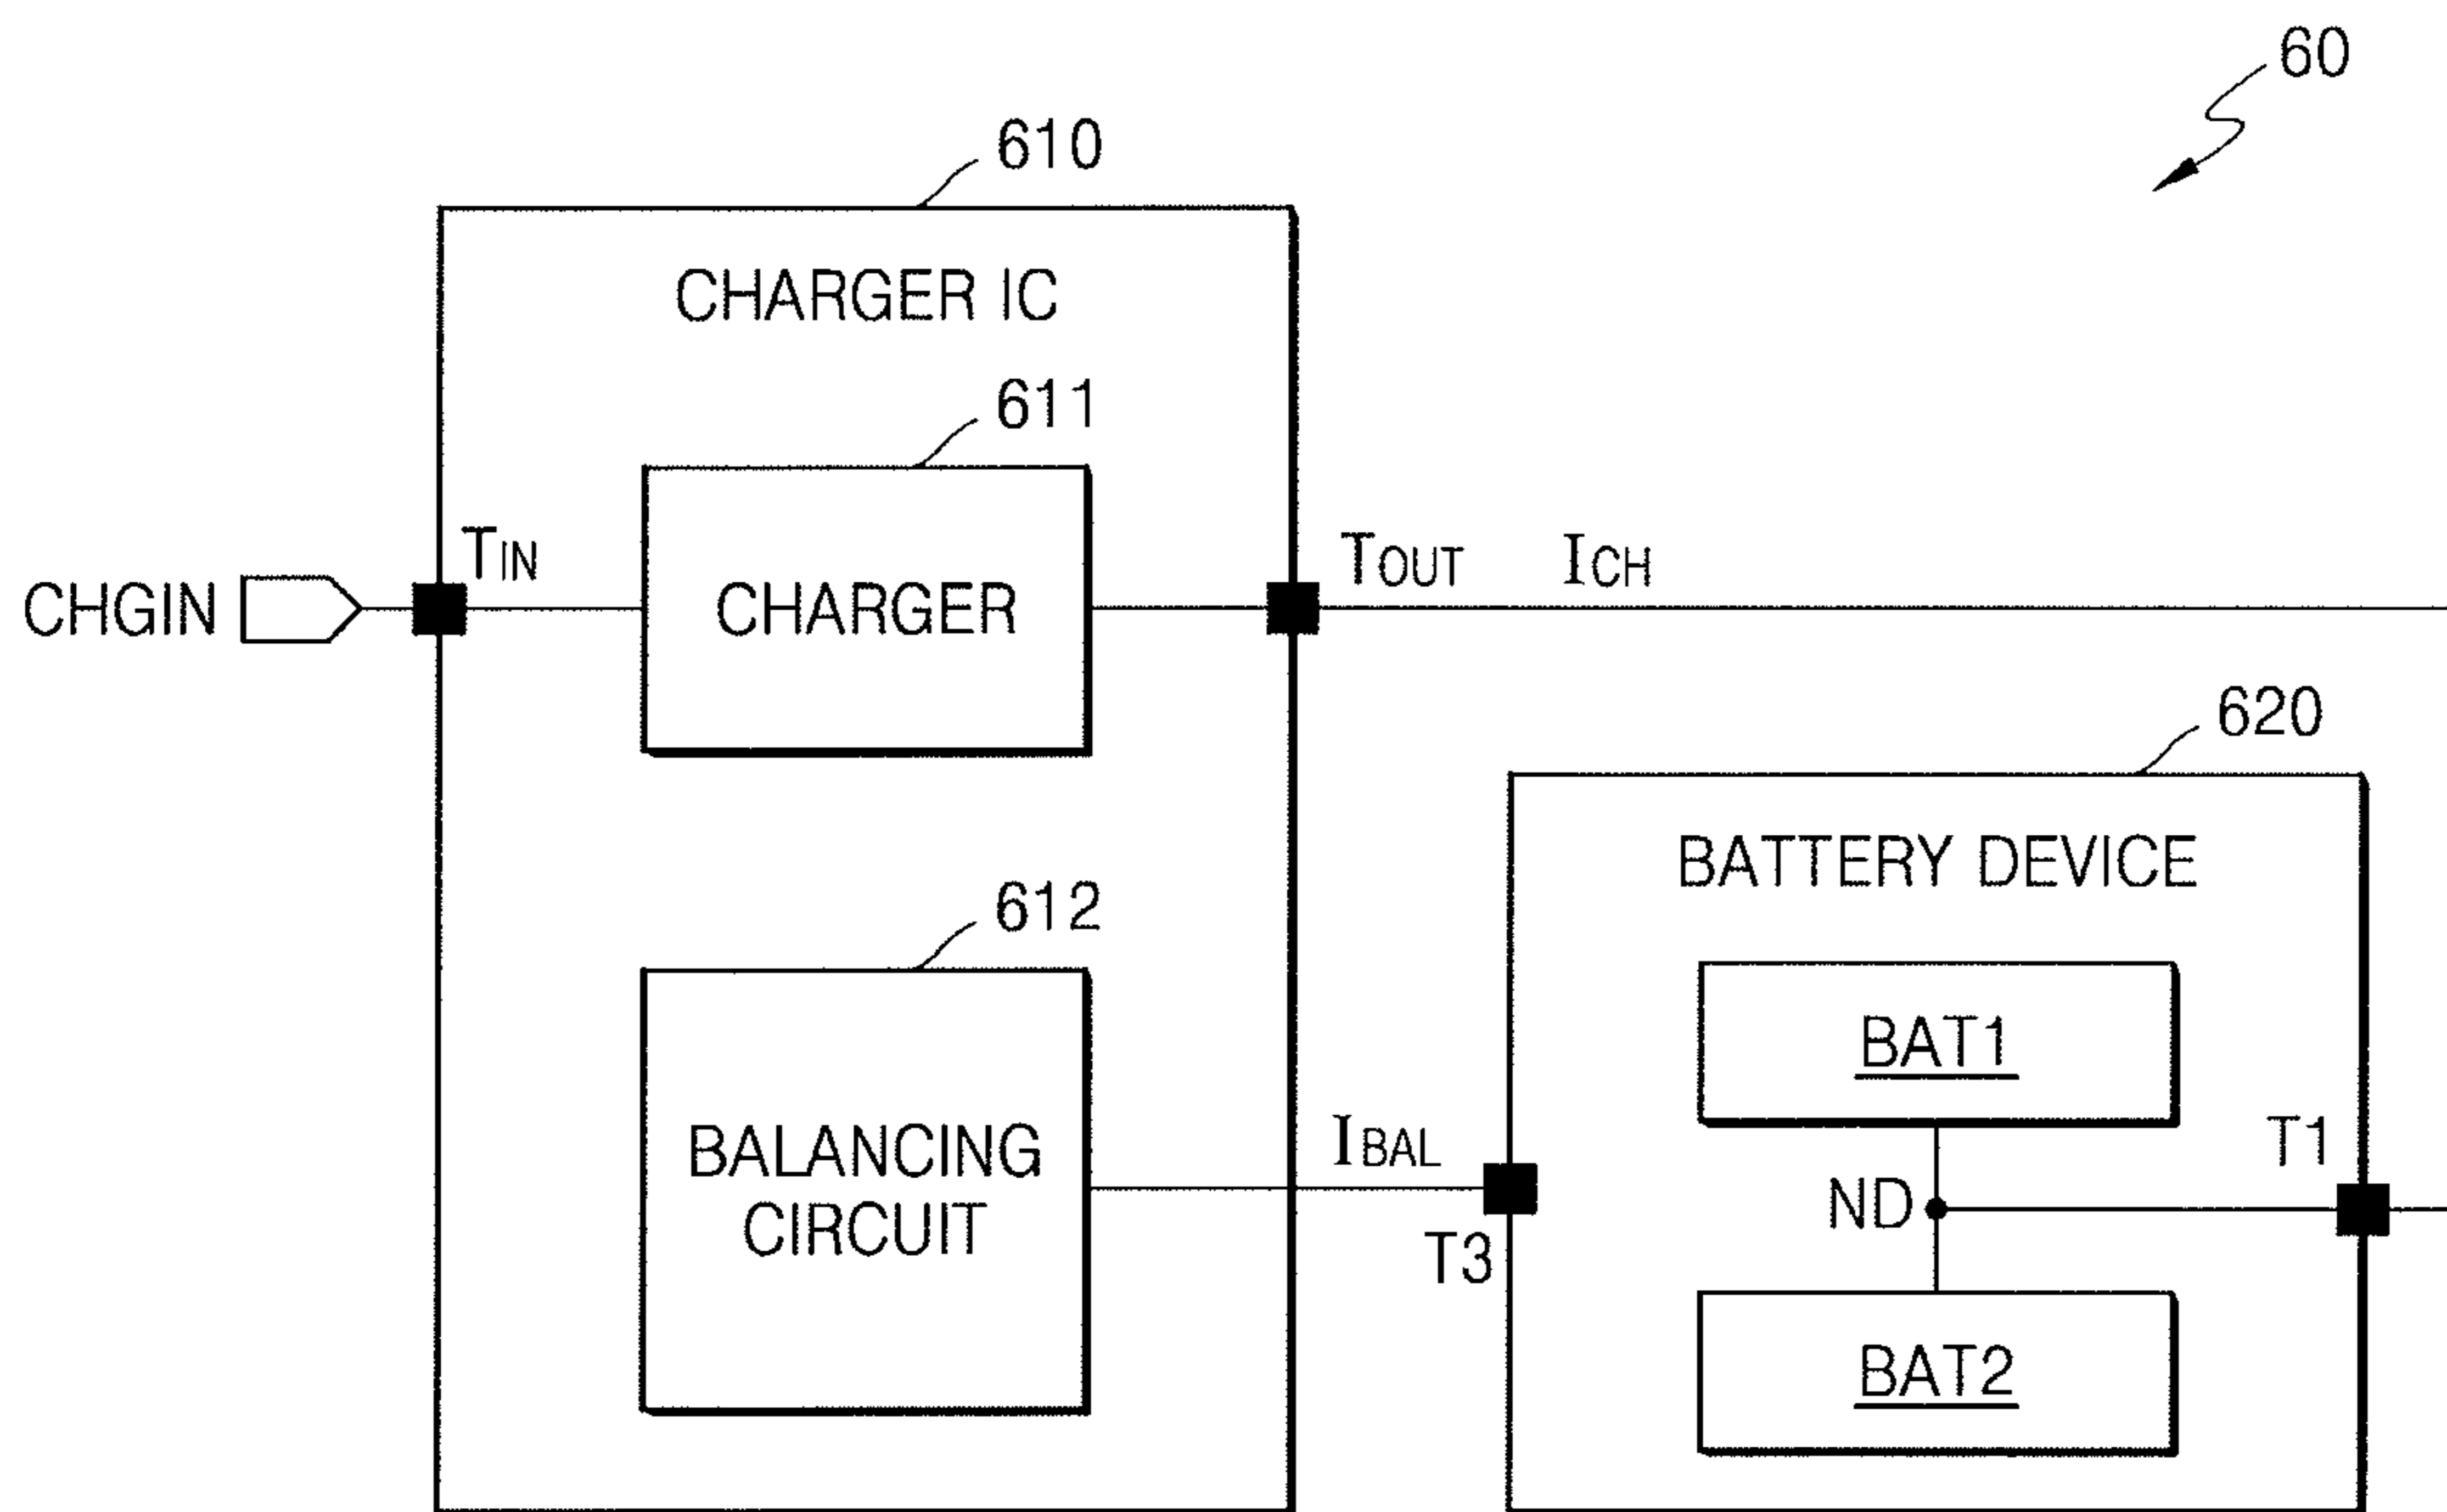 60
610
CHARGER IC
611
CHGIN
TIN
CHARGER
TOUT
ICH
620
BATTERY DEVICE
612
BAT1
BALANCING
CIRCUIT
IBAL
T3
ND
T1
BAT2